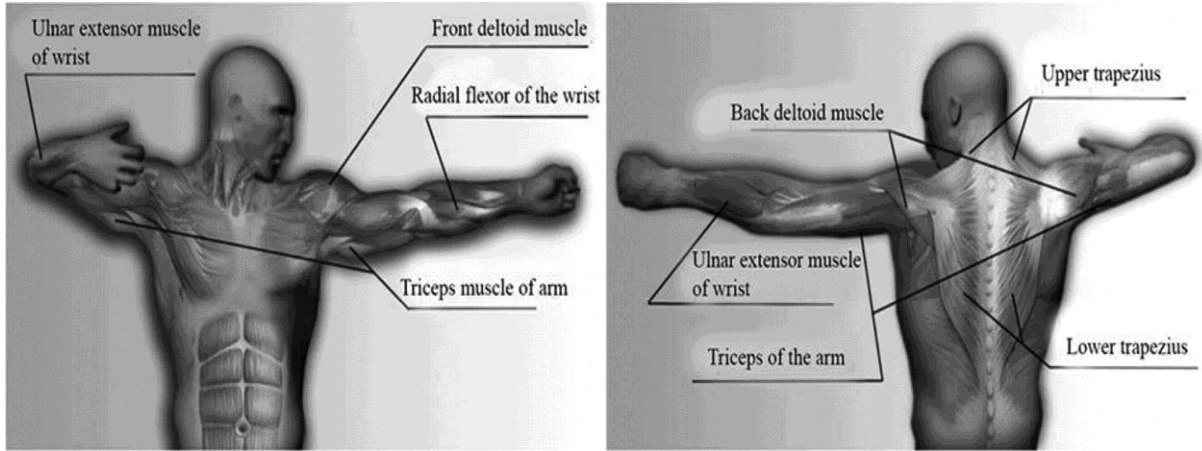 Ulnar extensor muscle
of wrist
Front deltoid muscle
Radial flexor of the wrist
Triceps muscle of arm
Upper trapezius
Back deltoid muscle
Ulnar extensor muscle
of wrist
Triceps of the arm
Lower trapezius